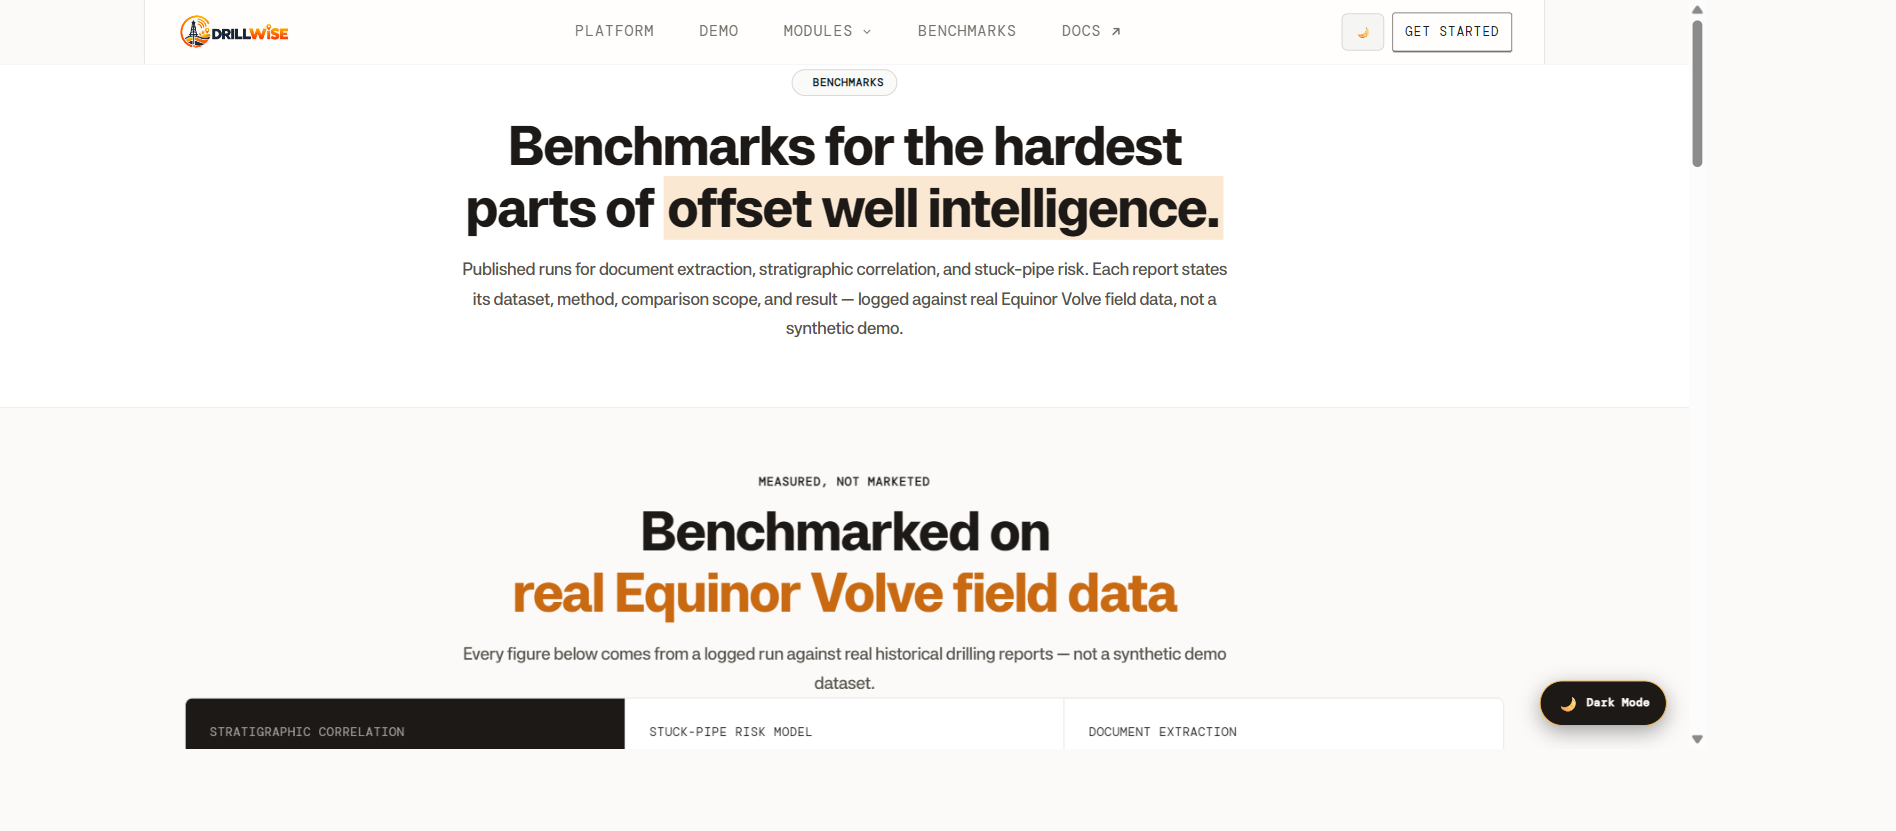 DRILLWISE
PLATFORM
DEMO
MODULES
BENCHMARKS
DOCS ↗
GET STARTED
BENCHMARKS
Benchmarks for the hardest
parts of offset well intelligence.
Published runs for document extraction, stratigraphic correlation, and stuck-pipe risk. Each report states
its dataset, method, comparison scope, and result — logged against real Equinor Volve field data, not a
synthetic demo.
MEASURED, NOT MARKETED
Benchmarked on
real Equinor Volve field data
Every figure below comes from a logged run against real historical drilling reports — not a synthetic demo
dataset.
STRATIGRAPHIC CORRELATION
STUCK-PIPE RISK MODEL
DOCUMENT EXTRACTION
Dark Mode